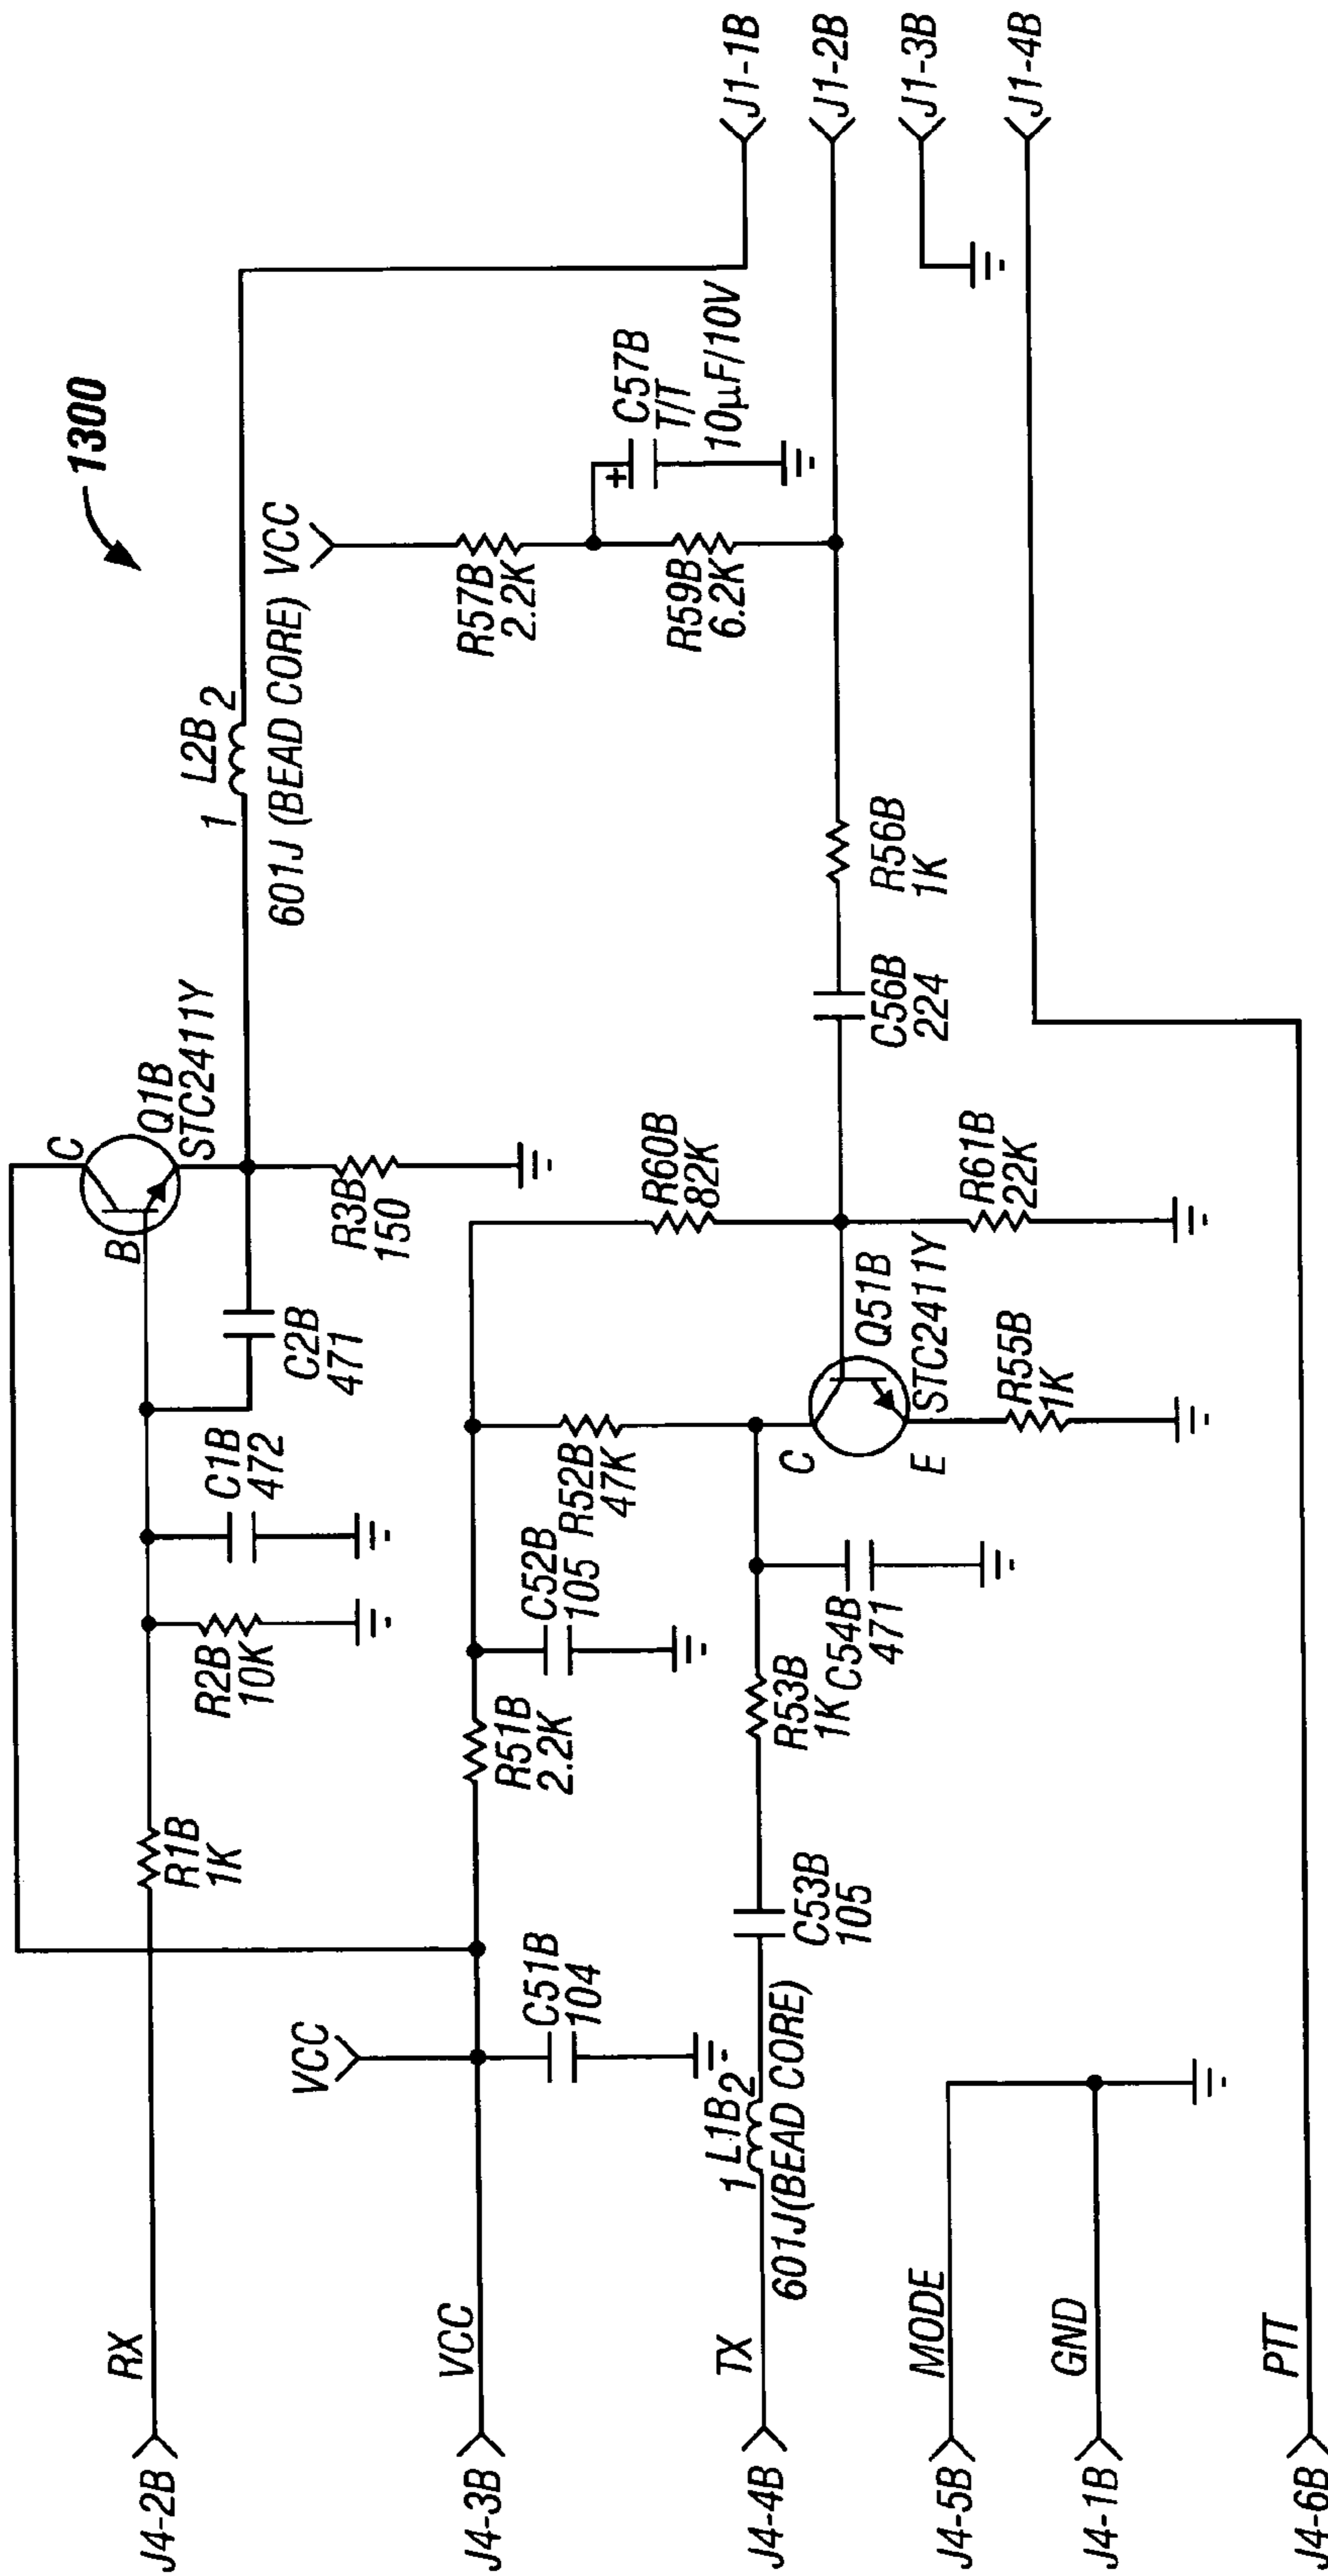 1300
J4-2B
RX
R1B
1K
R2B
10K
C1B
472
C2B
471
B
C
Q1B
STC2411Y
R3B
150
1
L2B
2
601J (BEAD CORE)
VCC
R57B
2.2K
C57B
T/T
10µF/10V
+
R59B
6.2K
J1-1B
J1-2B
J1-3B
J1-4B
J4-3B
VCC
VCC
C51B
104
R51B
2.2K
C52B
105
R52B
47K
R60B
82K
J4-4B
TX
1
L1B
2
601J(BEAD CORE)
C53B
105
R53B
1K
C54B
471
C
E
Q51B
STC2411Y
R55B
1K
R61B
22K
C56B
224
R56B
1K
J4-5B
MODE
J4-1B
GND
J4-6B
PTT